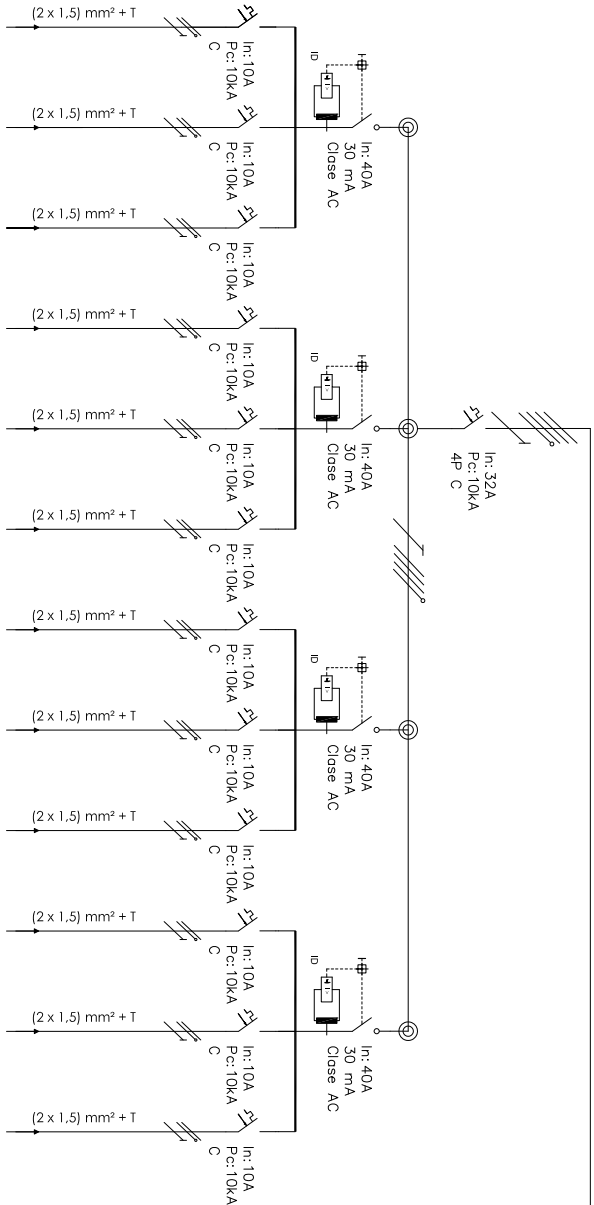 (2 x 1,5) mm² + T
In: 10A
Pc: 10kA
C
(2 x 1,5) mm² + T
In: 10A
Pc: 10kA
C
(2 x 1,5) mm² + T
In: 10A
Pc: 10kA
C
ID
In: 40A
30 mA
Clase AC
(2 x 1,5) mm² + T
In: 10A
Pc: 10kA
C
(2 x 1,5) mm² + T
In: 10A
Pc: 10kA
C
(2 x 1,5) mm² + T
In: 10A
Pc: 10kA
C
ID
In: 40A
30 mA
Clase AC
In: 32A
Pc: 10kA
4P C
(2 x 1,5) mm² + T
In: 10A
Pc: 10kA
C
(2 x 1,5) mm² + T
In: 10A
Pc: 10kA
C
(2 x 1,5) mm² + T
In: 10A
Pc: 10kA
C
ID
In: 40A
30 mA
Clase AC
(2 x 1,5) mm² + T
In: 10A
Pc: 10kA
C
(2 x 1,5) mm² + T
In: 10A
Pc: 10kA
C
(2 x 1,5) mm² + T
In: 10A
Pc: 10kA
C
ID
In: 40A
30 mA
Clase AC